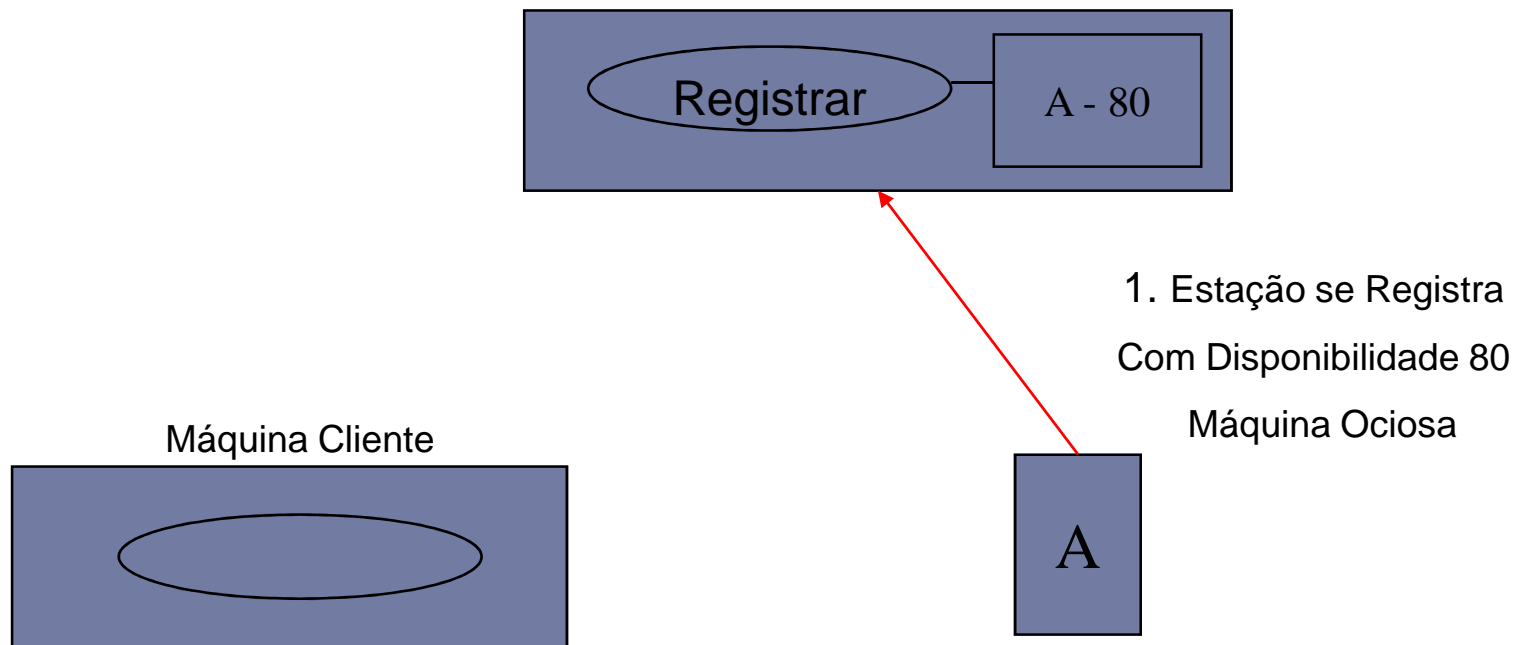 Registrar
A - 80
1. Estação se Registra
Com Disponibilidade 80
Máquina Ociosa
Máquina Cliente
A